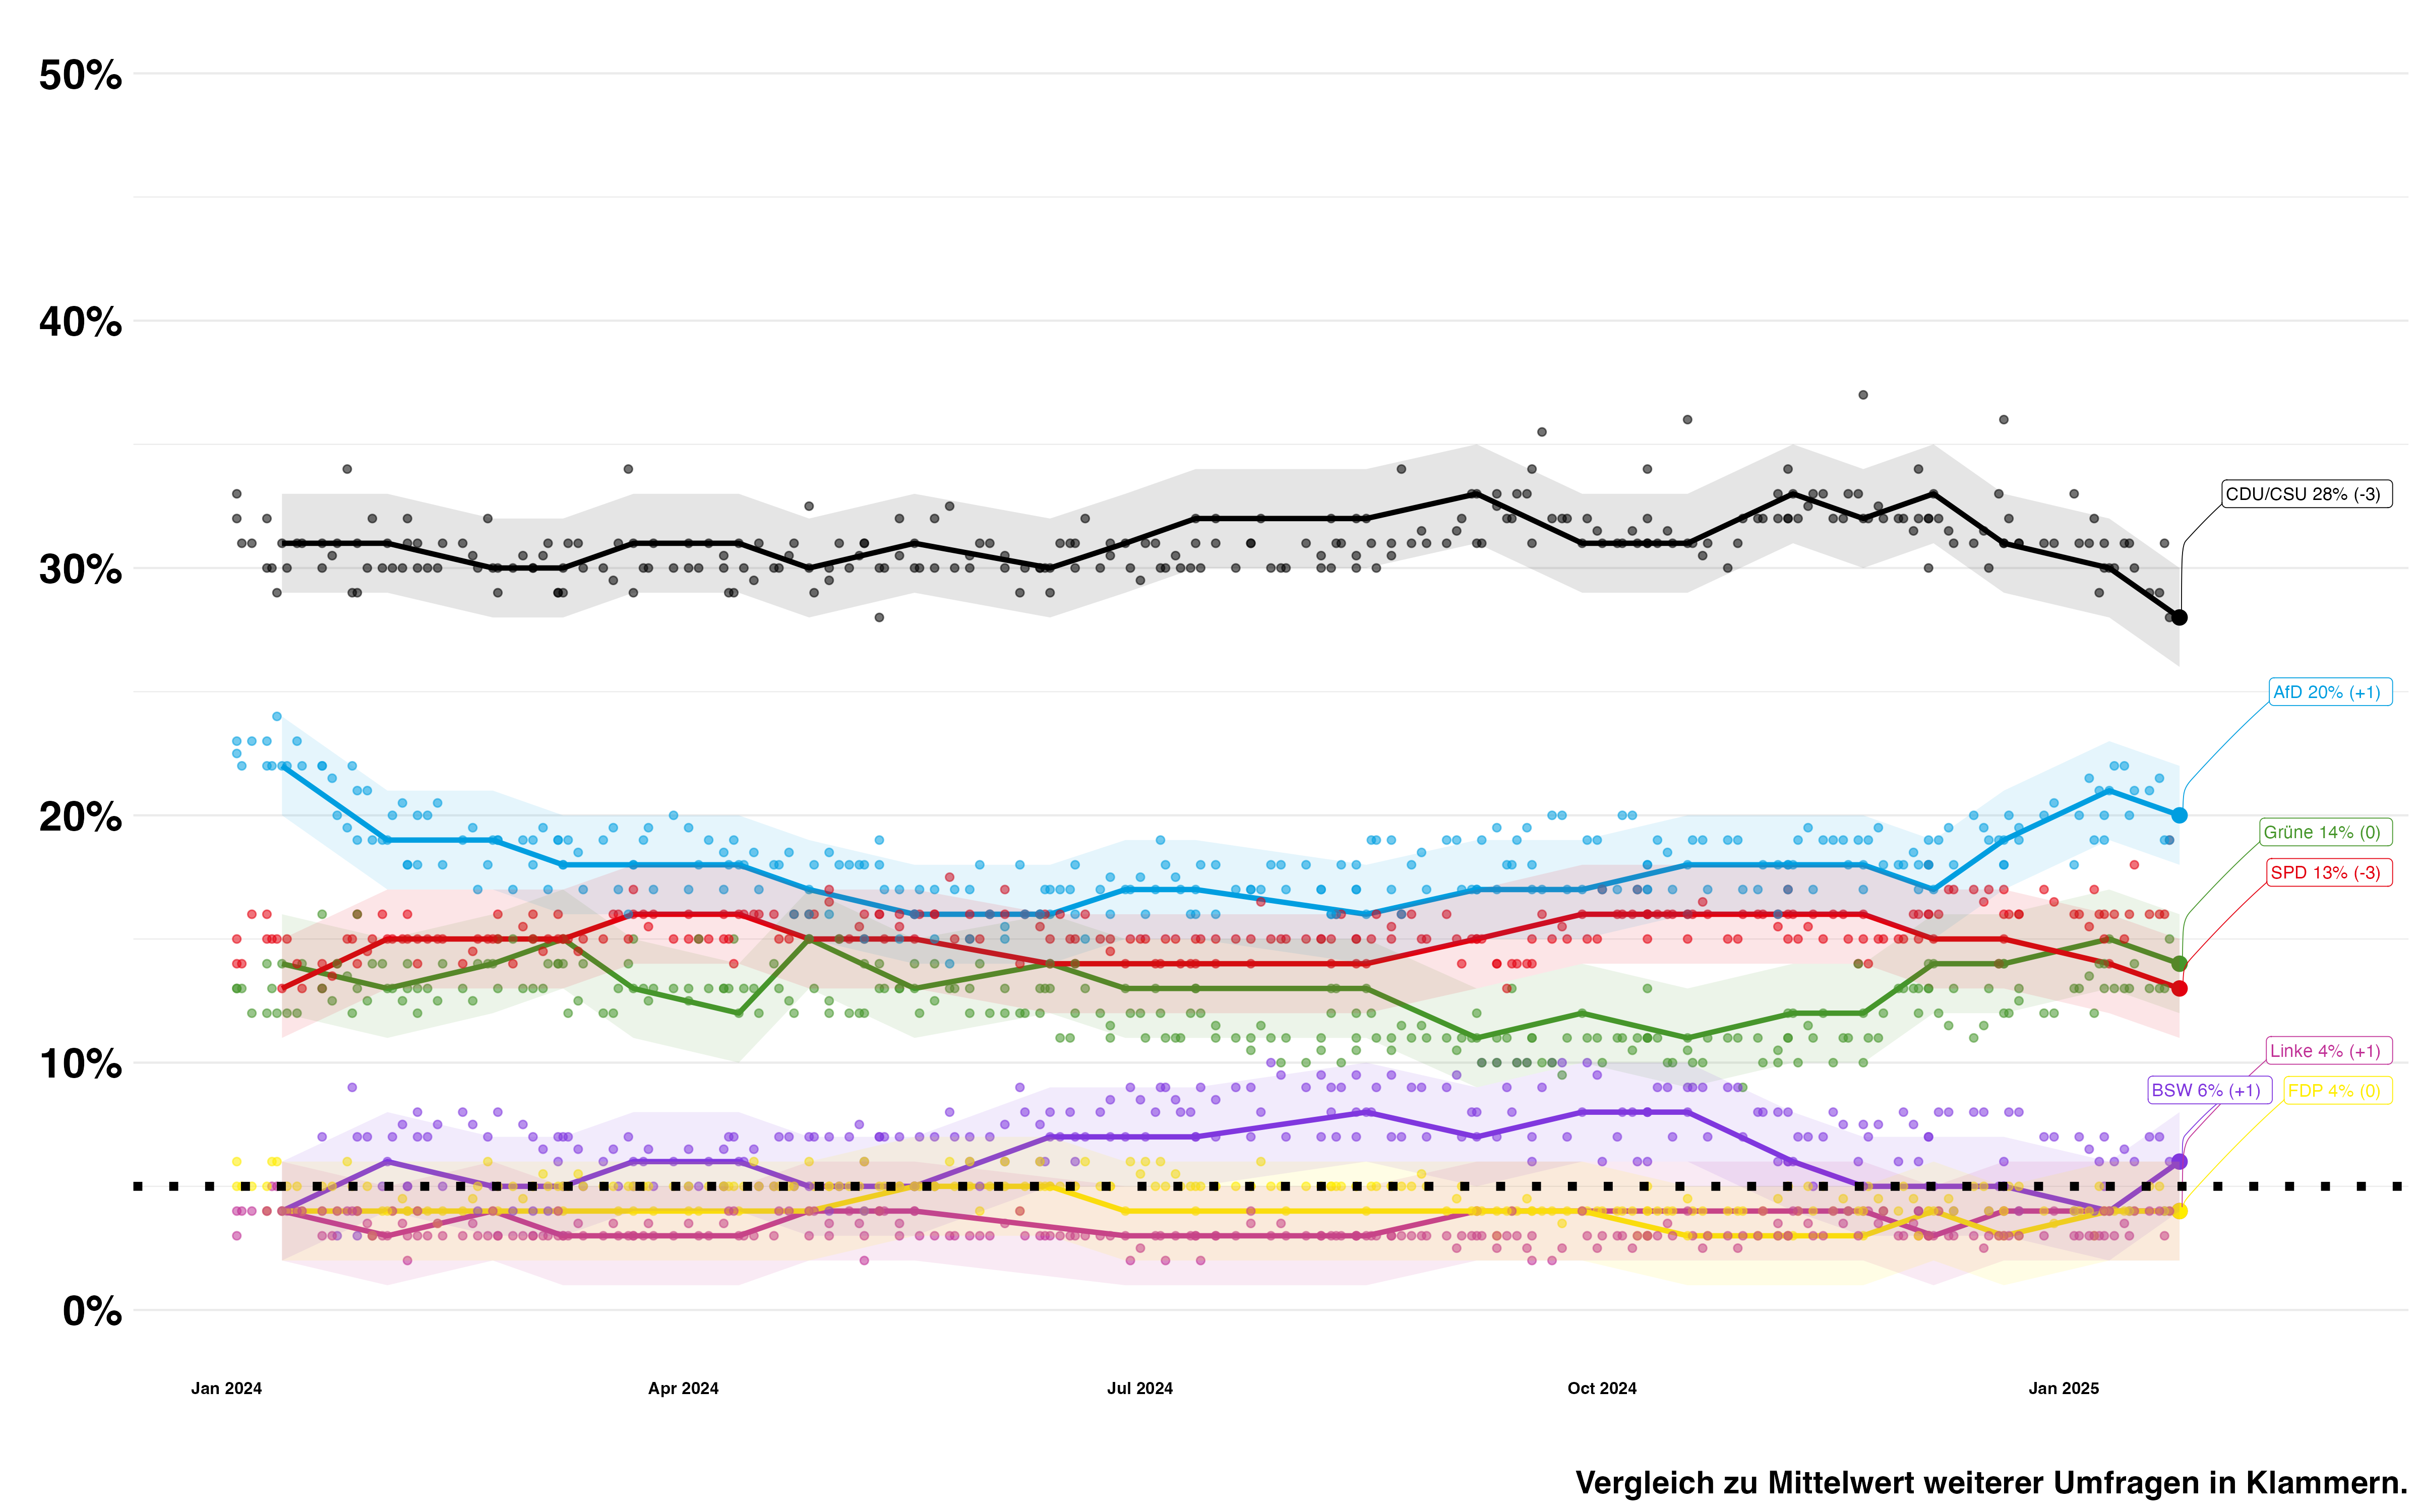 50%
40%
30%
20%
10%
0%
CDU/CSU 28% (-3)
AfD 20% (+1)
Grüne 14% (0)
SPD 13% (-3)
Linke 4% (+1)
BSW 6% (+1)
FDP 4% (0)
Jan 2024
Apr 2024
Jul 2024
Oct 2024
Jan 2025
Vergleich zu Mittelwert weiterer Umfragen in Klammern.